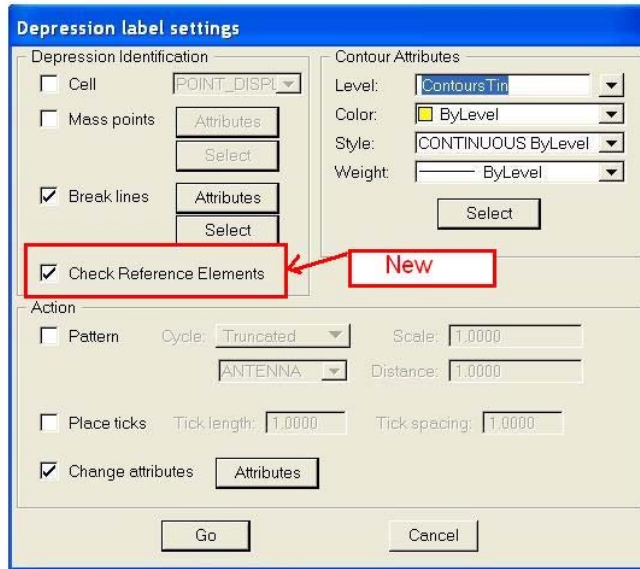 Depression label settings
Depression Identification
Cell
POINT_DISPL
Mass points
Attributes
Select
Break lines
Attributes
Select
Check Reference Elements
New
Contour Attributes
Level:
ContoursTin
Color:
ByLevel
Style:
CONTINUOUS ByLevel
Weight:
ByLevel
Select
Action
Pattern
Cycle:
Truncated
Scale:
1.0000
ANTENNA
Distance:
1.0000
Place ticks
Tick length:
1.0000
Tick spacing:
1.0000
Change attributes
Attributes
Go
Cancel